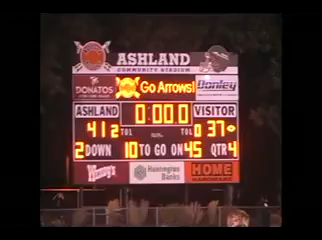 ASHLAND
COMMUNITY STADIUM
DONATOS
Go Arrows!
Donley
ASHLAND 0:00.0 VISITOR
41 2 TOL TOL 0 37
2 DOWN 10 TO GO ON 45 QTR 4
Wendy's
Huntington
Banks
HOME
HARDWARE